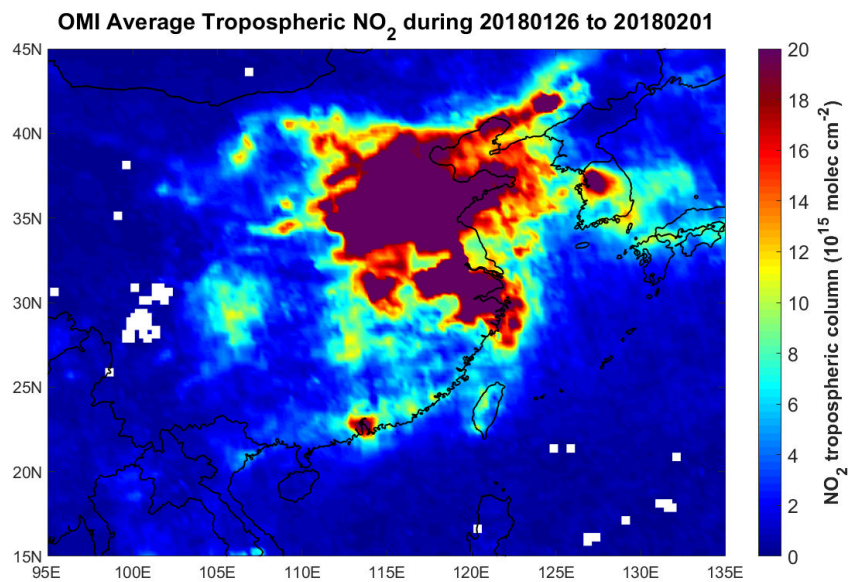 OMI Average Tropospheric NO2 during 20180126 to 20180201
45N
40N
35N
30N
25N
20N
15N
95E 100E 105E 110E 115E 120E 125E 130E 135E
20
18
16
14
12
10
8
6
4
2
0
NO2 tropospheric column (10^15 molec cm^-2)